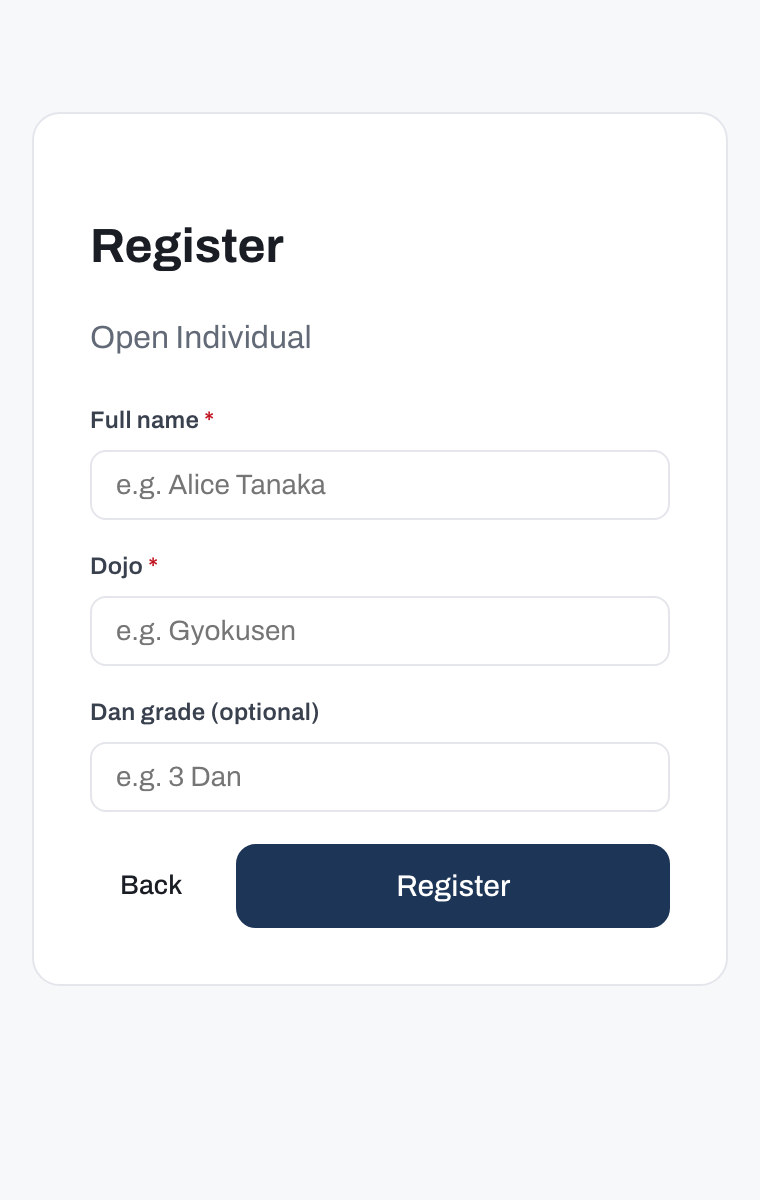 Register
Open Individual
Full name *
e.g. Alice Tanaka
Dojo *
e.g. Gyokusen
Dan grade (optional)
e.g. 3 Dan
Back
Register